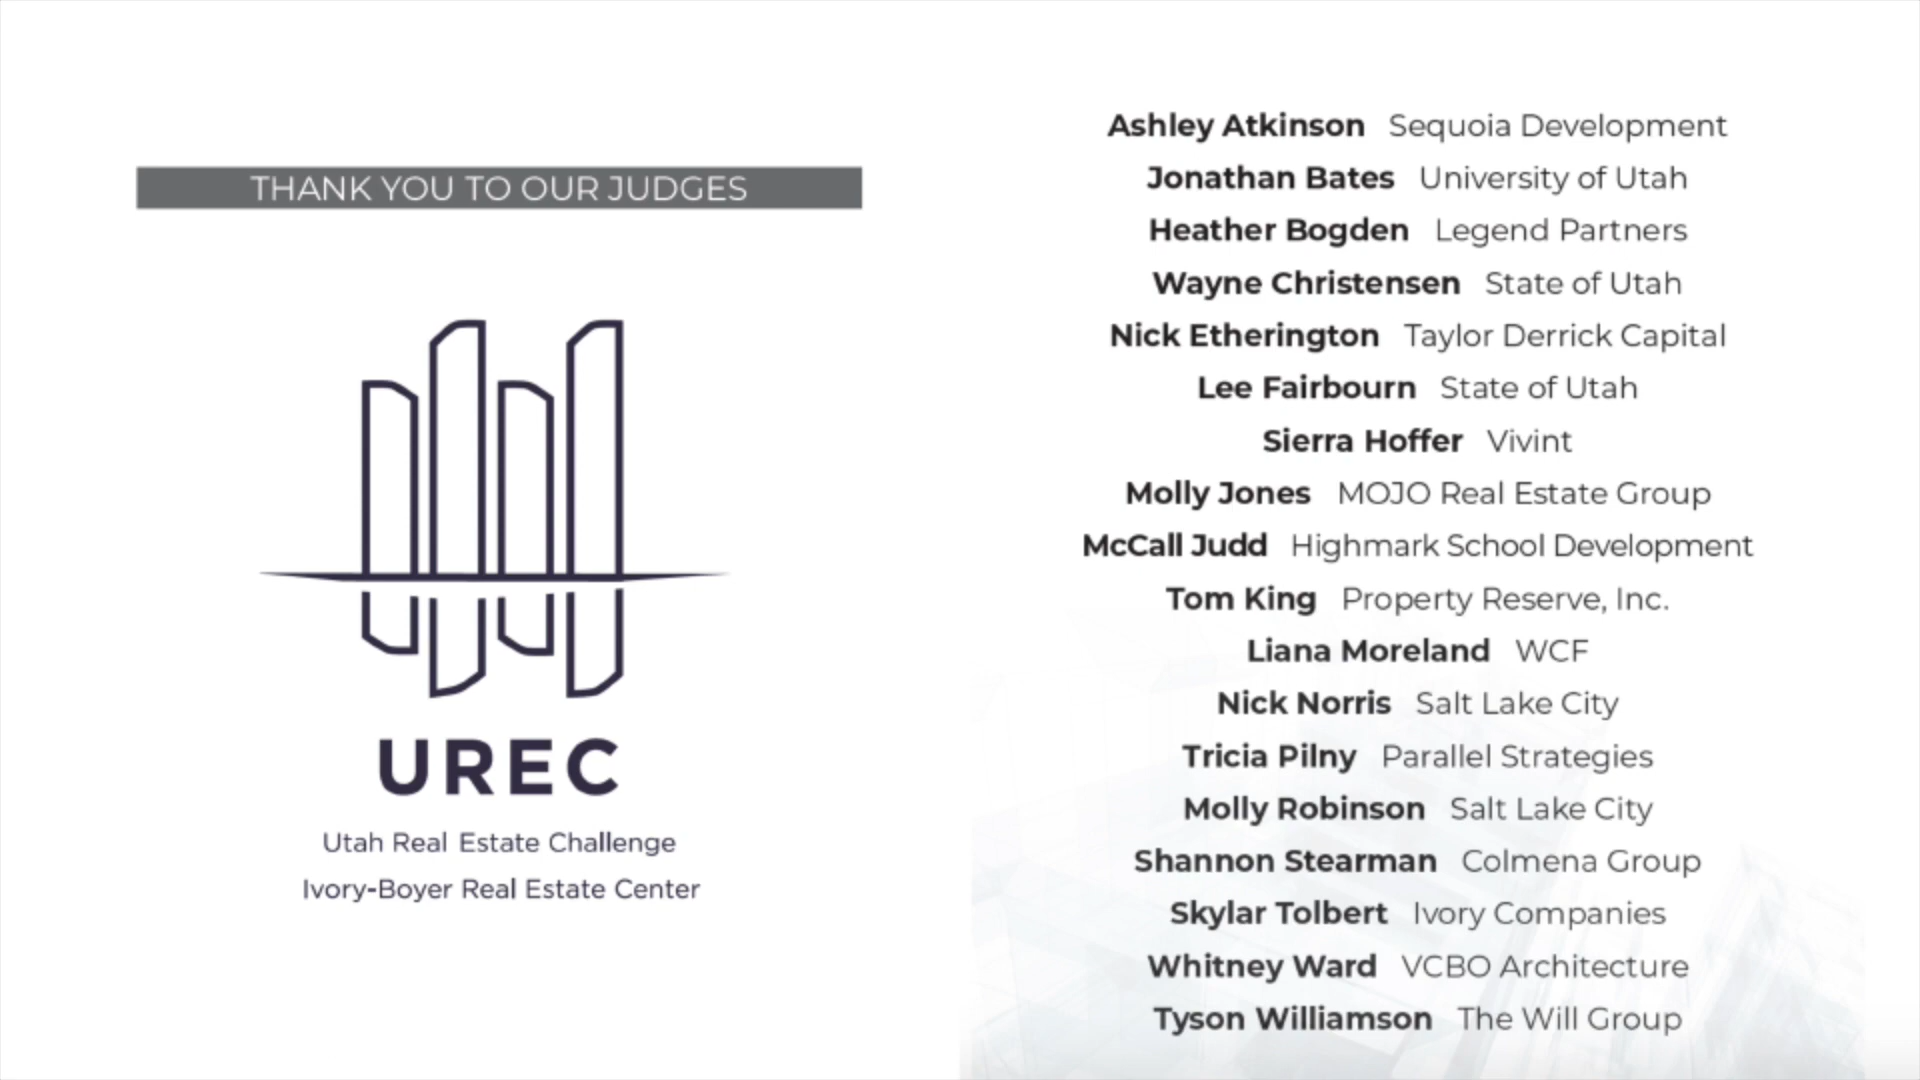 THANK YOU TO OUR JUDGES
UREC
Utah Real Estate Challenge
Ivory-Boyer Real Estate Center
Ashley Atkinson Sequoia Development
Jonathan Bates University of Utah
Heather Bogden Legend Partners
Wayne Christensen State of Utah
Nick Etherington Taylor Derrick Capital
Lee Fairbourn State of Utah
Sierra Hoffer Vivint
Molly Jones MOJO Real Estate Group
McCall Judd Highmark School Development
Tom King Property Reserve, Inc.
Liana Moreland WCF
Nick Norris Salt Lake City
Tricia Pilny Parallel Strategies
Molly Robinson Salt Lake City
Shannon Stearman Colmena Group
Skylar Tolbert Ivory Companies
Whitney Ward VCBO Architecture
Tyson Williamson The Will Group